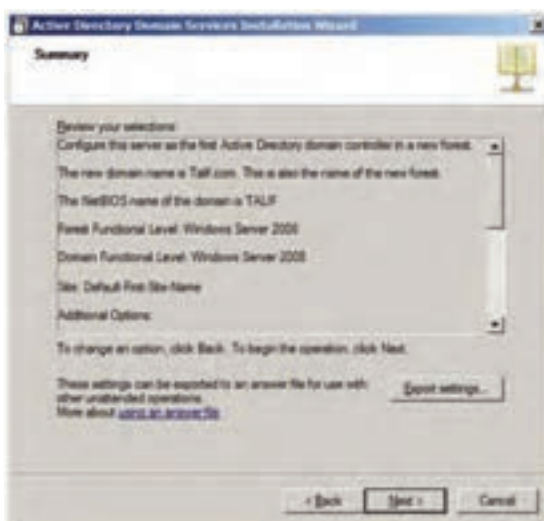 Active Directory Domain Services Installation Wizard
Summary
Review your selections:
Configure this server as the first Active Directory domain controller in a new forest.
The new domain name is Talif.com. This is also the name of the new forest.
The NetBIOS name of the domain is TALIF
Forest Functional Level: Windows Server 2008
Domain Functional Level: Windows Server 2008
Site: Default-First-Site-Name
Additional Options:
To change an option, click Back. To begin the operation, click Next.
These settings can be exported to an answer file for use with
other unattended operations.
More about using an answer file
Export settings...
< Back
Next >
Cancel